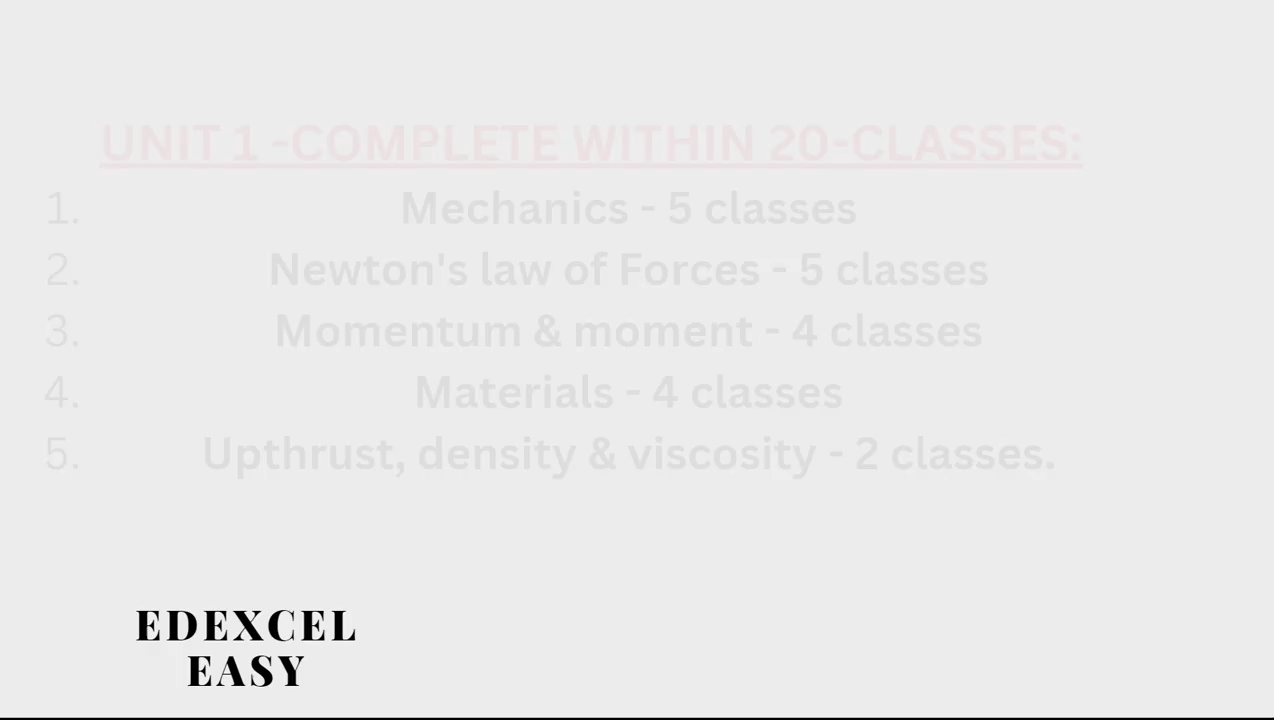 UNIT 1 -COMPLETE WITHIN 20-CLASSES:
1. Mechanics - 5 classes
2. Newton's law of Forces - 5 classes
3. Momentum & moment - 4 classes
4. Materials - 4 classes
5. Upthrust, density & viscosity - 2 classes.
EDEXCEL
EASY